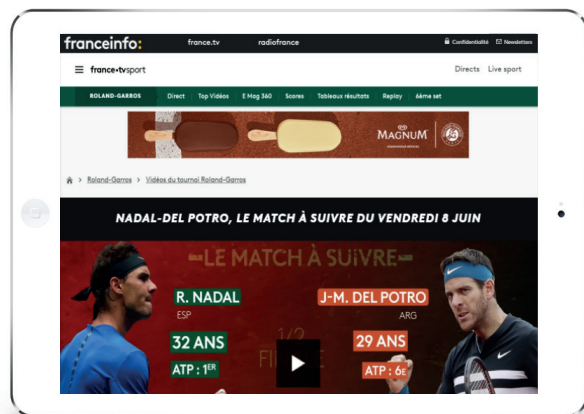 franceinfo: france.tv radiofrance Confidentialité Newsletters
france•tvsport Directs Live sport
ROLAND-GARROS Direct Top Vidéos E Mag 360 Scores Tableaux résultats Replay 6ème set
MAGNUM
Roland-Garros > Vidéos du tournoi Roland-Garros
NADAL-DEL POTRO, LE MATCH À SUIVRE DU VENDREDI 8 JUIN
LE MATCH À SUIVRE
R. NADAL J-M. DEL POTRO
ESP ARG
32 ANS 1/2 29 ANS
ATP : 1ER ATP : 6E